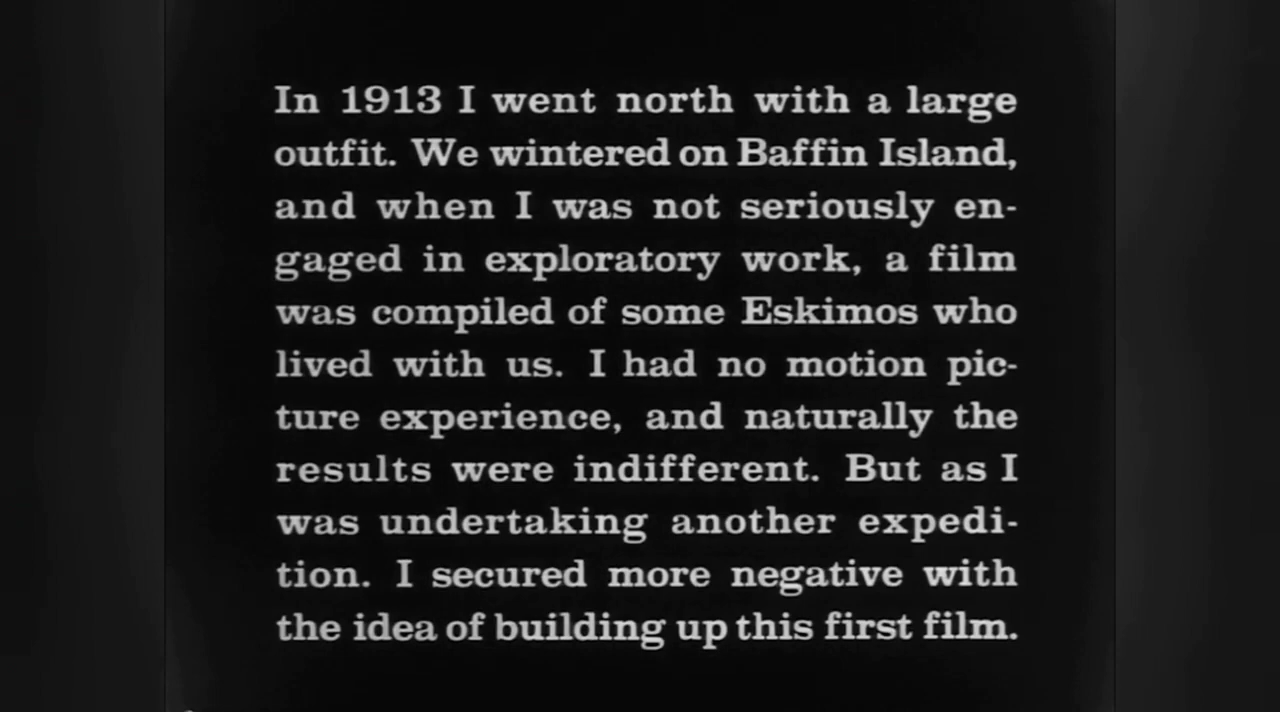 In 1913 I went north with a large
outfit. We wintered on Baffin Island,
and when I was not seriously en-
gaged in exploratory work, a film
was compiled of some Eskimos who
lived with us. I had no motion pic-
ture experience, and naturally the
results were indifferent. But as I
was undertaking another expedi-
tion. I secured more negative with
the idea of building up this first film.